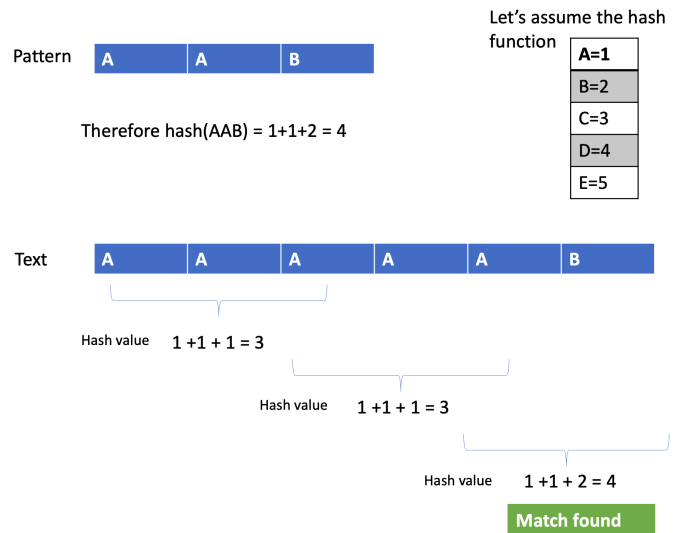 Let’s assume the hash
function
Pattern
A A B
A=1
B=2
C=3
D=4
E=5
Therefore hash(AAB) = 1+1+2 = 4
Text
A A A A A B
Hash value 1 +1 + 1 = 3
Hash value 1 +1 + 1 = 3
Hash value 1 +1 + 2 = 4
Match found